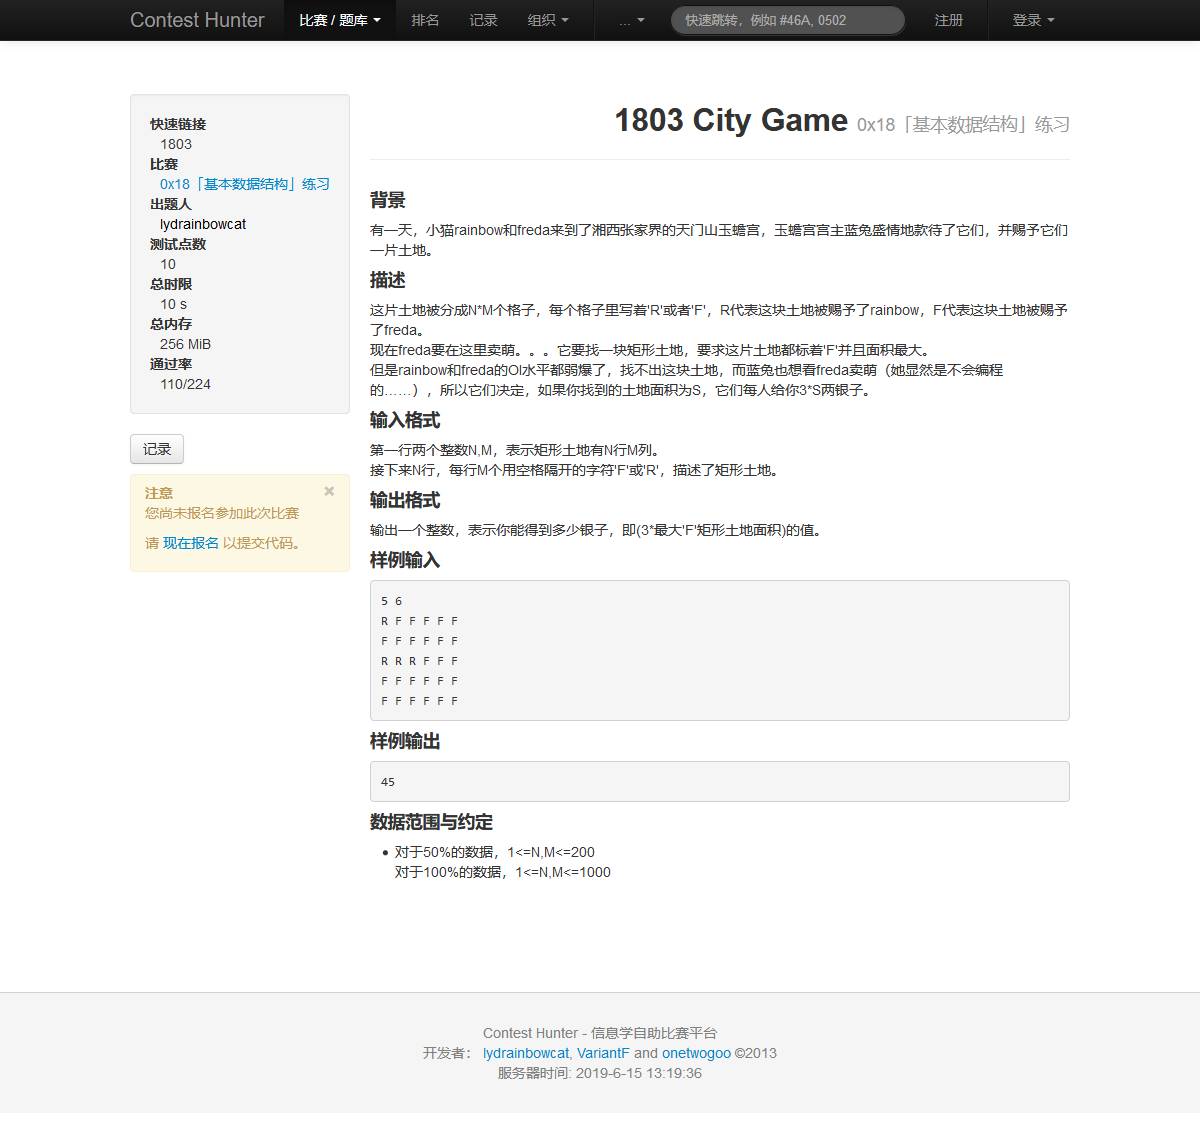 Contest Hunter 比赛 / 题库 排名 记录 组织 ... 快速跳转，例如 #46A, 0502 注册 登录
快速链接
1803
比赛
0x18「基本数据结构」练习
出题人
lydrainbowcat
测试点数
10
总时限
10 s
总内存
256 MiB
通过率
110/224
记录
注意 ×
您尚未报名参加此次比赛
请 现在报名 以提交代码。
1803 City Game 0x18「基本数据结构」练习
背景
有一天，小猫rainbow和freda来到了湘西张家界的天门山玉蟾宫，玉蟾宫宫主蓝兔盛情地款待了它们，并赐予它们
一片土地。
描述
这片土地被分成N*M个格子，每个格子里写着'R'或者'F'，R代表这块土地被赐予了rainbow，F代表这块土地被赐予
了freda。
现在freda要在这里卖萌。。。它要找一块矩形土地，要求这片土地都标着'F'并且面积最大。
但是rainbow和freda的OI水平都弱爆了，找不出这块土地，而蓝兔也想看freda卖萌（她显然是不会编程
的……），所以它们决定，如果你找到的土地面积为S，它们每人给你3*S两银子。
输入格式
第一行两个整数N,M，表示矩形土地有N行M列。
接下来N行，每行M个用空格隔开的字符'F'或'R'，描述了矩形土地。
输出格式
输出一个整数，表示你能得到多少银子，即(3*最大'F'矩形土地面积)的值。
样例输入
5 6
R F F F F F
F F F F F F
R R R F F F
F F F F F F
F F F F F F
样例输出
45
数据范围与约定
• 对于50%的数据，1<=N,M<=200
对于100%的数据，1<=N,M<=1000
Contest Hunter - 信息学自助比赛平台
开发者： lydrainbowcat, VariantF and onetwogoo ©2013
服务器时间: 2019-6-15 13:19:36